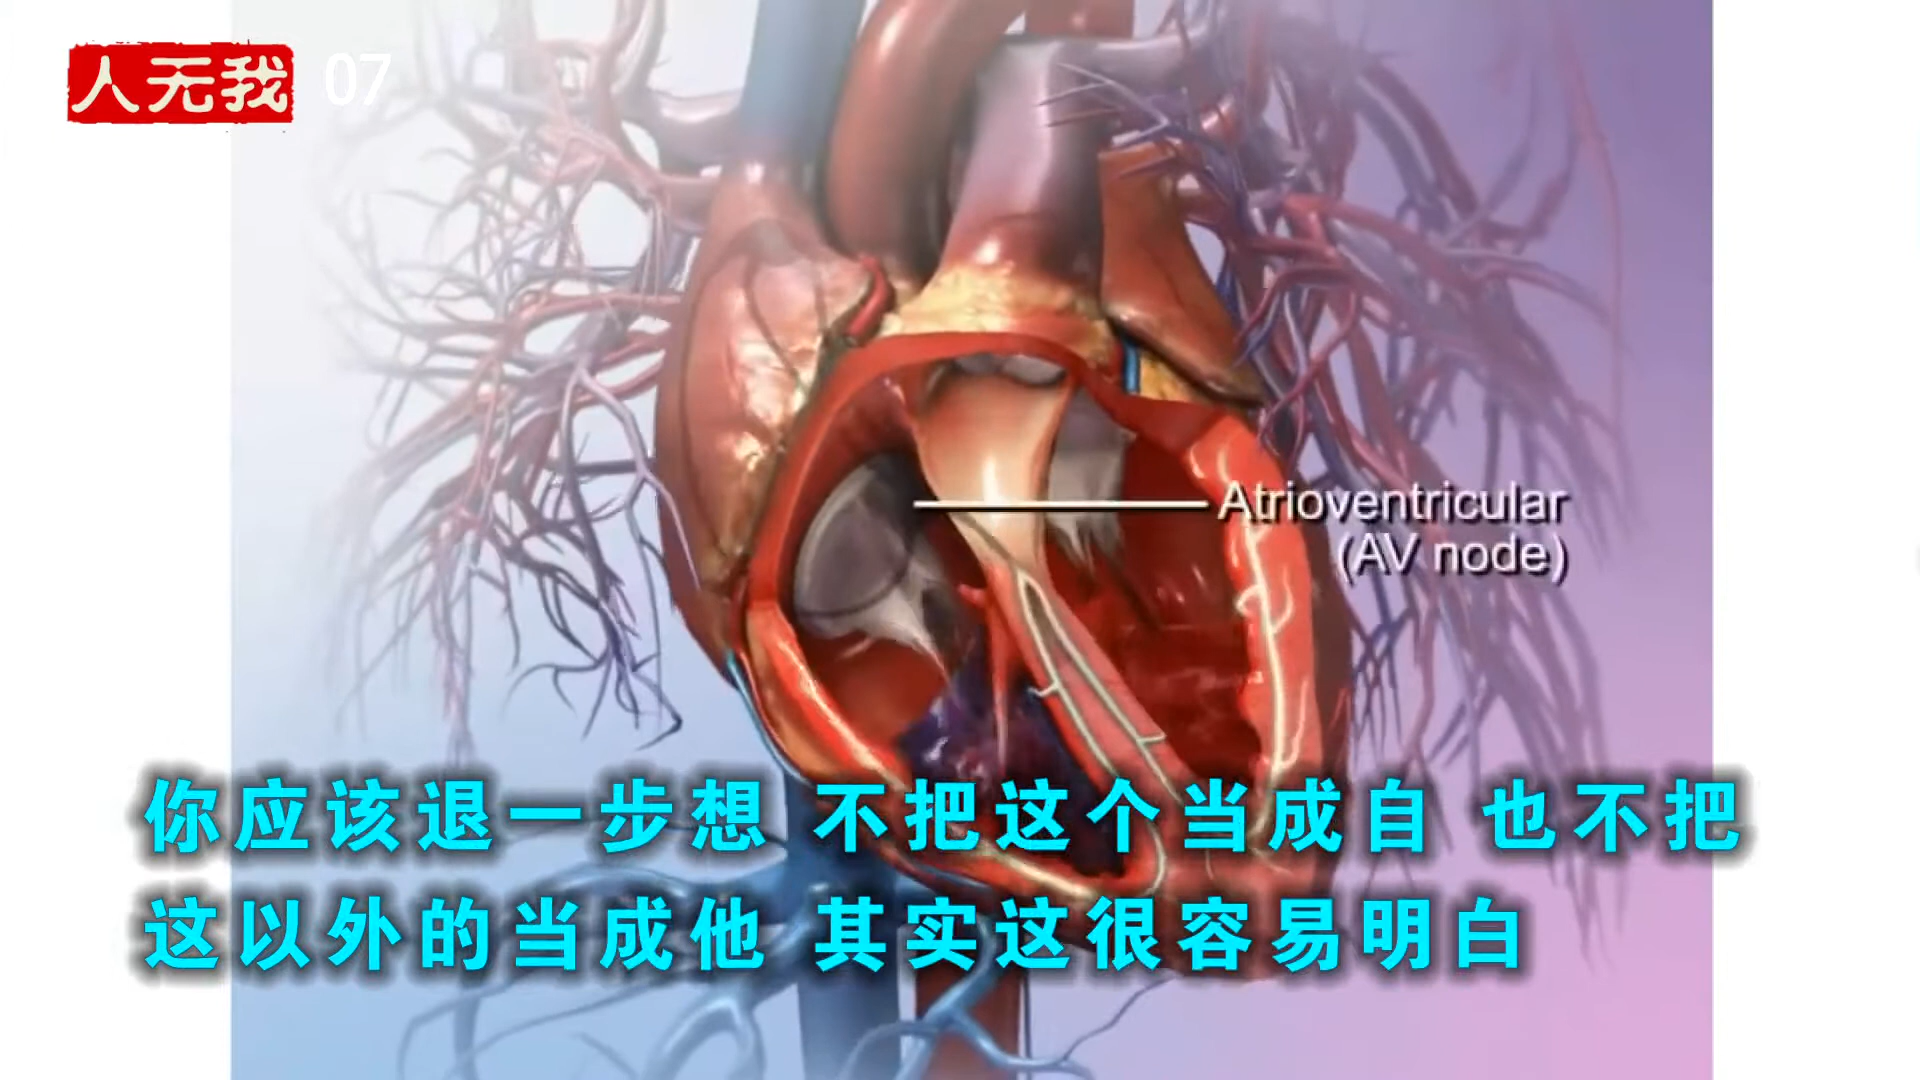 人无我 07
Atrioventricular
(AV node)
你应该退一步想 不把这个当成自 也不把
这以外的当成他 其实这很容易明白